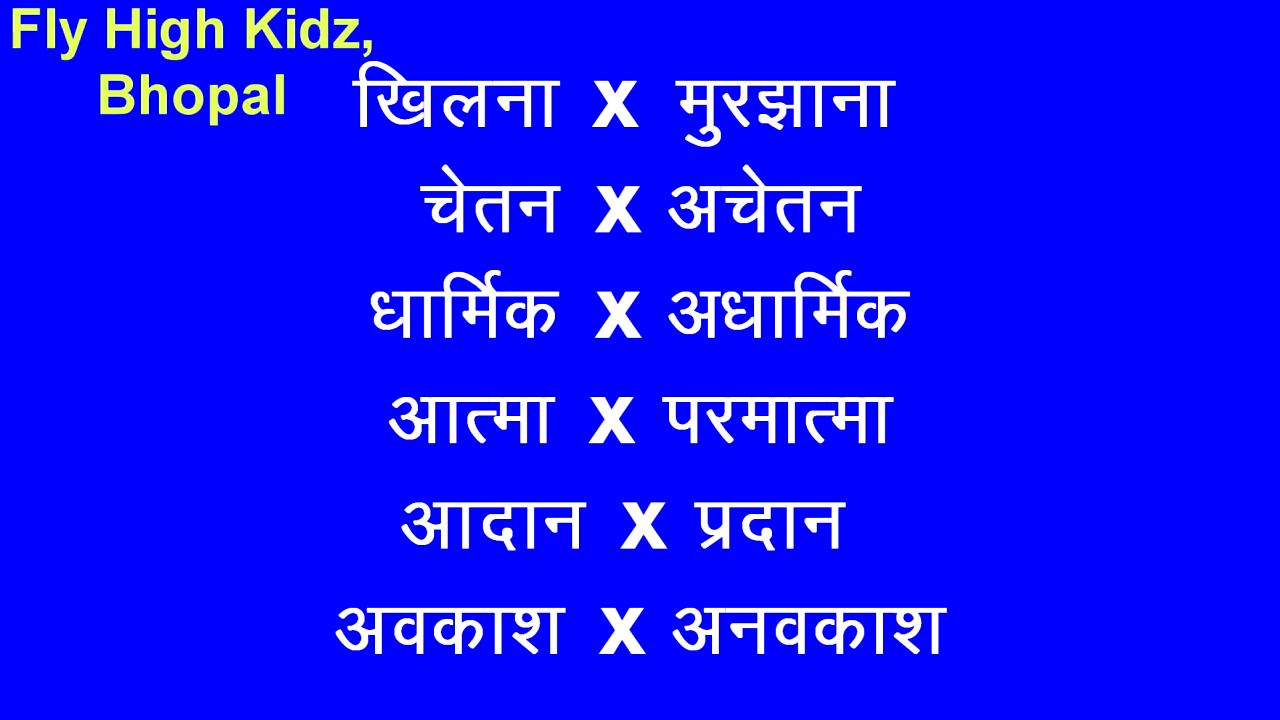 Fly High Kidz,
Bhopal
खिलना X मुरझाना
चेतन X अचेतन
धार्मिक X अधार्मिक
आत्मा X परमात्मा
आदान X प्रदान
अवकाश X अनवकाश